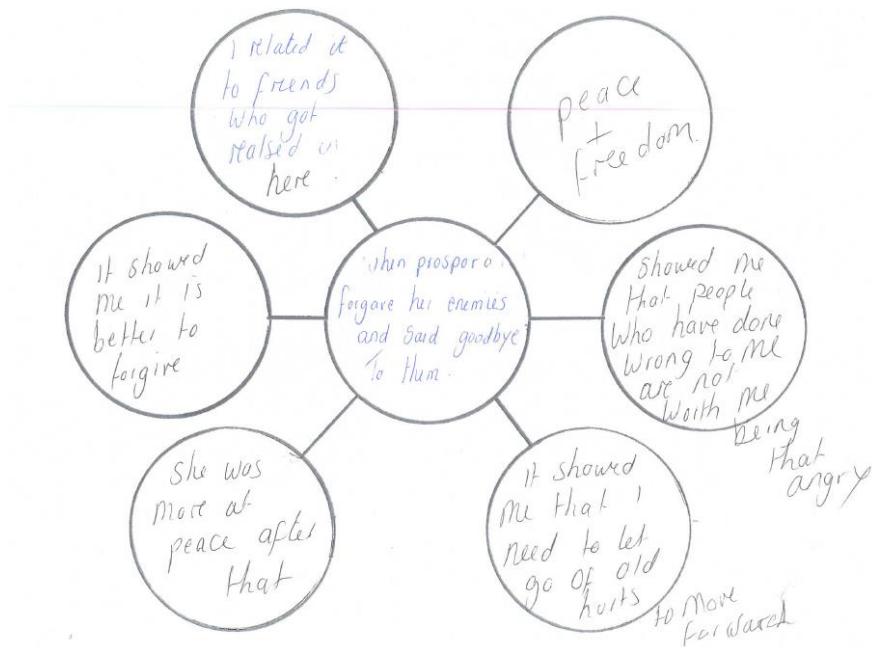 I related it
to friends
who got
realsed in
here.
peace
+
freedom.
It showed
me it is
better to
forgive
when prosporo
forgave her enemies
and said goodbye
To them.
showed me
that people
who have done
wrong to me
are not
worth me
being
that
angry
She was
more at
peace after
that
It showed
me that I
need to let
go of old
hurts
to move
forward